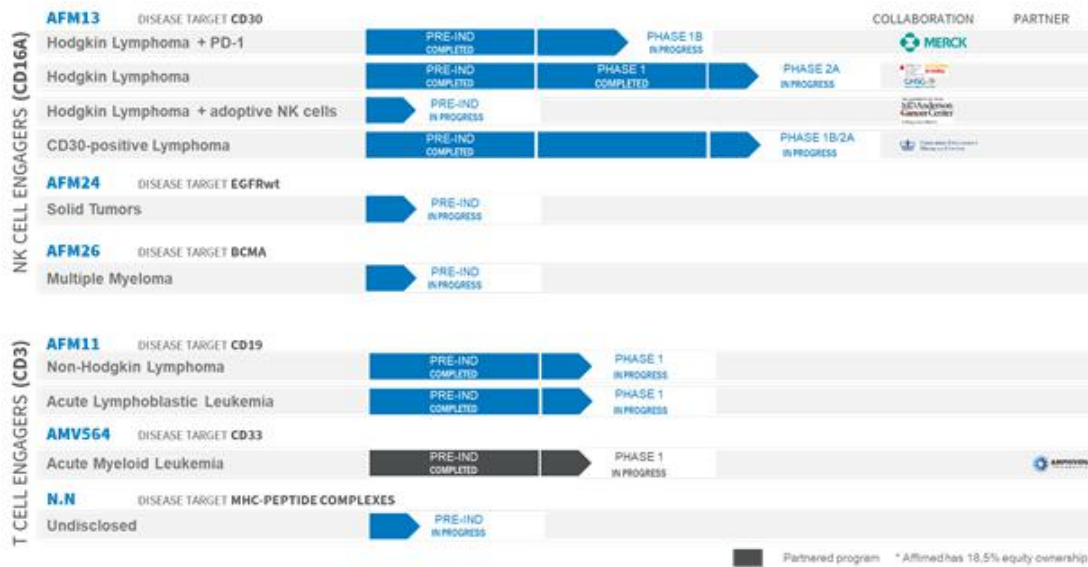 NK CELL ENGAGERS (CD16A)
AFM13 DISEASE TARGET CD30 COLLABORATION PARTNER
Hodgkin Lymphoma + PD-1 PRE-IND COMPLETED PHASE 1B IN PROGRESS MERCK
Hodgkin Lymphoma PRE-IND COMPLETED PHASE 1 COMPLETED PHASE 2A IN PROGRESS GHSG
Hodgkin Lymphoma + adoptive NK cells PRE-IND IN PROGRESS MDAnderson Cancer Center
CD30-positive Lymphoma PRE-IND COMPLETED PHASE 1B/2A IN PROGRESS
AFM24 DISEASE TARGET EGFRwt
Solid Tumors PRE-IND IN PROGRESS
AFM26 DISEASE TARGET BCMA
Multiple Myeloma PRE-IND IN PROGRESS
T CELL ENGAGERS (CD3)
AFM11 DISEASE TARGET CD19
Non-Hodgkin Lymphoma PRE-IND COMPLETED PHASE 1 IN PROGRESS
Acute Lymphoblastic Leukemia PRE-IND COMPLETED PHASE 1 IN PROGRESS
AMV564 DISEASE TARGET CD33
Acute Myeloid Leukemia PRE-IND COMPLETED PHASE 1 IN PROGRESS
N.N DISEASE TARGET MHC-PEPTIDE COMPLEXES
Undisclosed PRE-IND IN PROGRESS
Partnered program * Affimed has 18,5% equity ownership